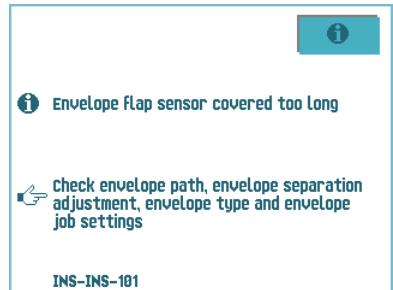 Envelope flap sensor covered too long
Check envelope path, envelope separation
adjustment, envelope type and envelope
job settings
INS-INS-101